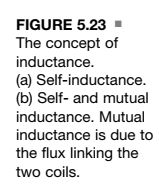 FIGURE 5.23 ■
The concept of
inductance.
(a) Self-inductance.
(b) Self- and mutual
inductance. Mutual
inductance is due to
the flux linking the
two coils.